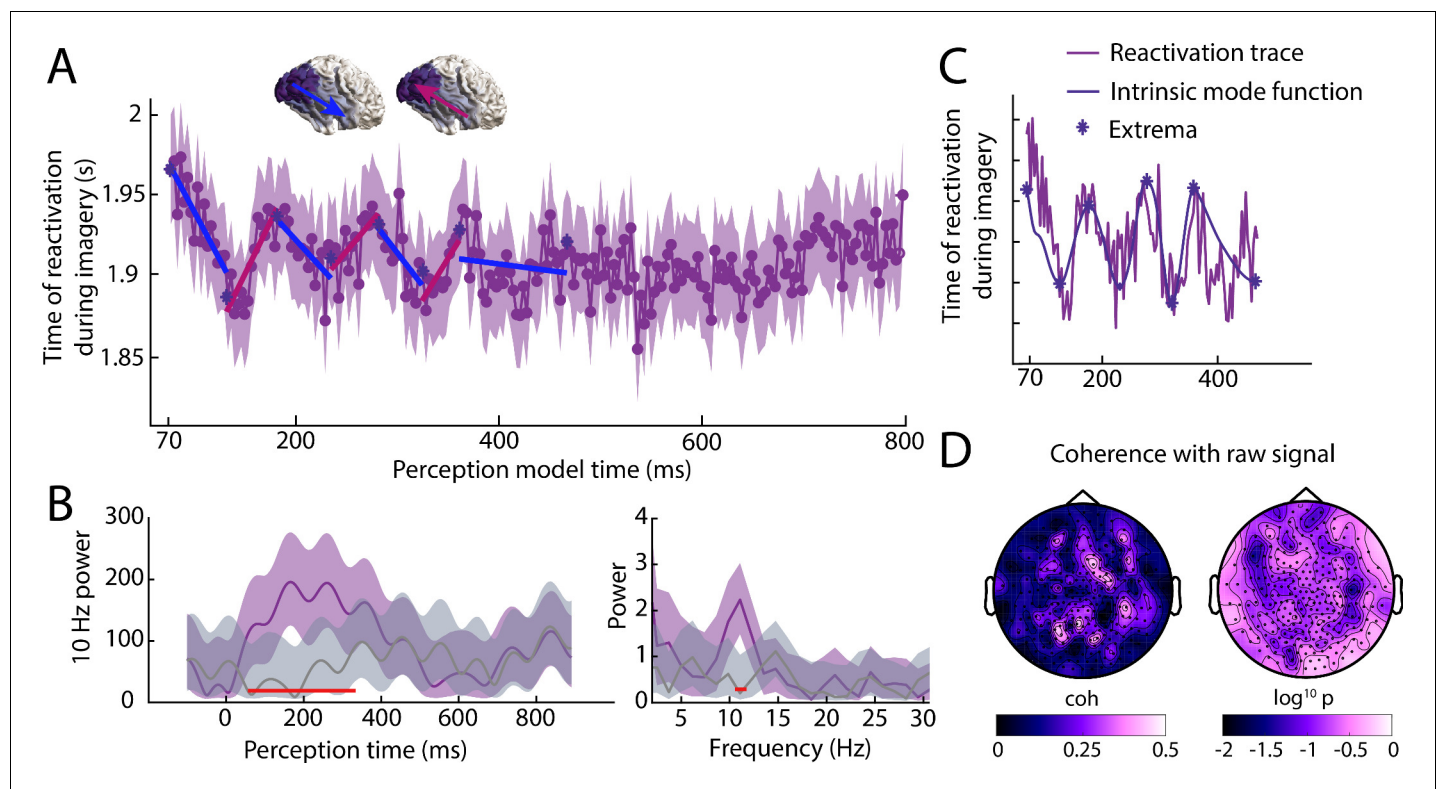 A
Time of reactivation
during imagery (s)
2
1.95
1.9
1.85
70
200
400
600
800
Perception model time (ms)
B
10 Hz power
300
200
100
0
0
200
400
600
800
Perception time (ms)
Power
4
3
2
1
0
5
10
15
20
25
30
Frequency (Hz)
C
Reactivation trace
Intrinsic mode function
Extrema
Time of reactivation
during imagery
70
200
400
D
Coherence with raw signal
coh
0
0.25
0.5
log¹⁰ p
-2
-1.5
-1
-0.5
0